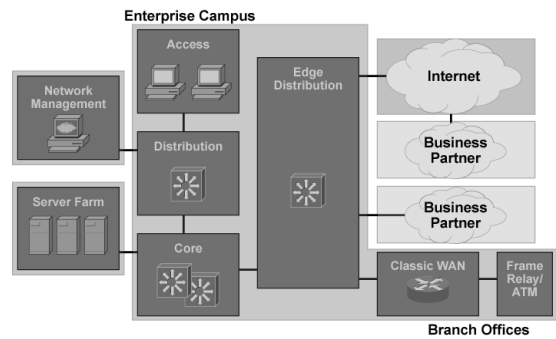 Enterprise Campus
Access
Network
Management
Edge
Distribution
Internet
Distribution
Business
Partner
Server Farm
Business
Partner
Core
Classic WAN
Frame
Relay/
ATM
Branch Offices